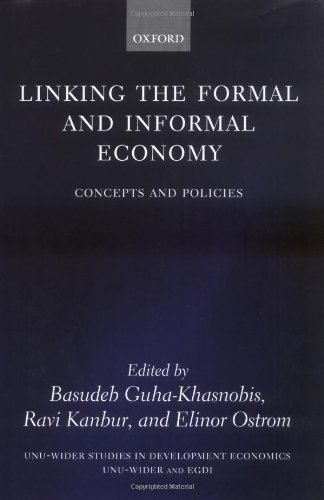 OXFORD
LINKING THE FORMAL
AND INFORMAL
ECONOMY
CONCEPTS AND POLICIES
Edited by
Basudeb Guha-Khasnobis,
Ravi Kanbur, and Elinor Ostrom
UNU-WIDER STUDIES IN DEVELOPMENT ECONOMICS
UNU-WIDER AND EGDI